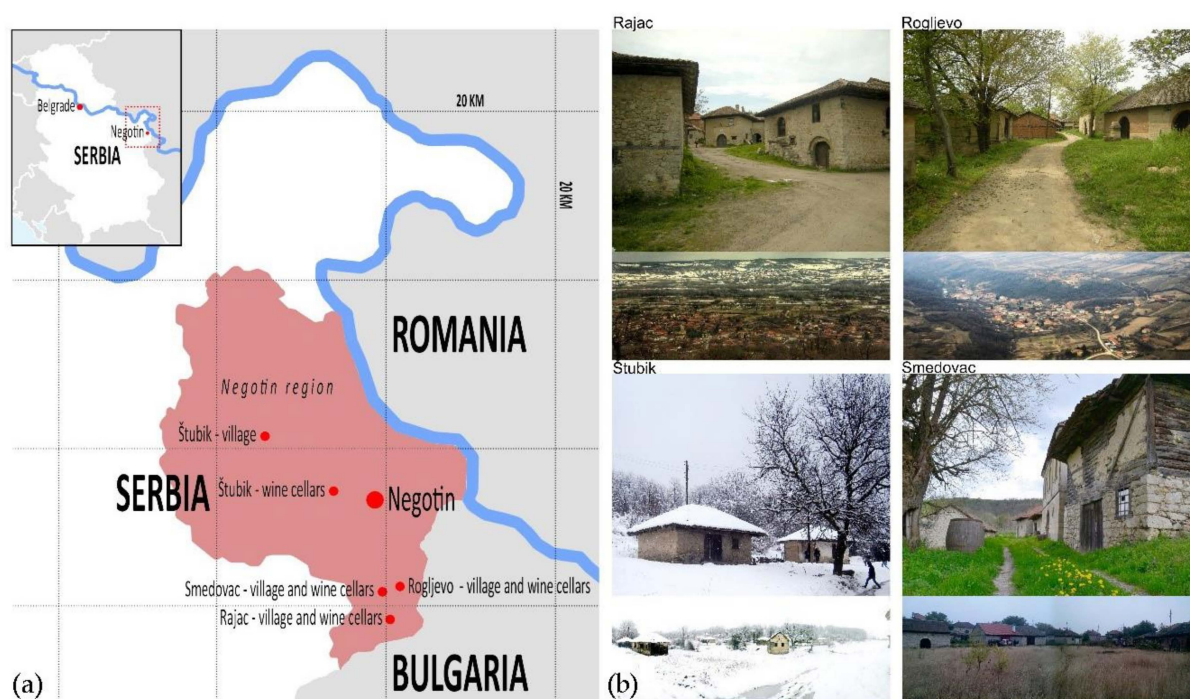 Belgrade
Negotin
SERBIA
20 KM
20 KM
ROMANIA
Negotin region
Štubik - village
SERBIA
Štubik - wine cellars
Negotin
Smedovac - village and wine cellars
Rogljevo - village and wine cellars
Rajac - village and wine cellars
BULGARIA
(a)
Rajac
Rogljevo
Štubik
Smedovac
(b)